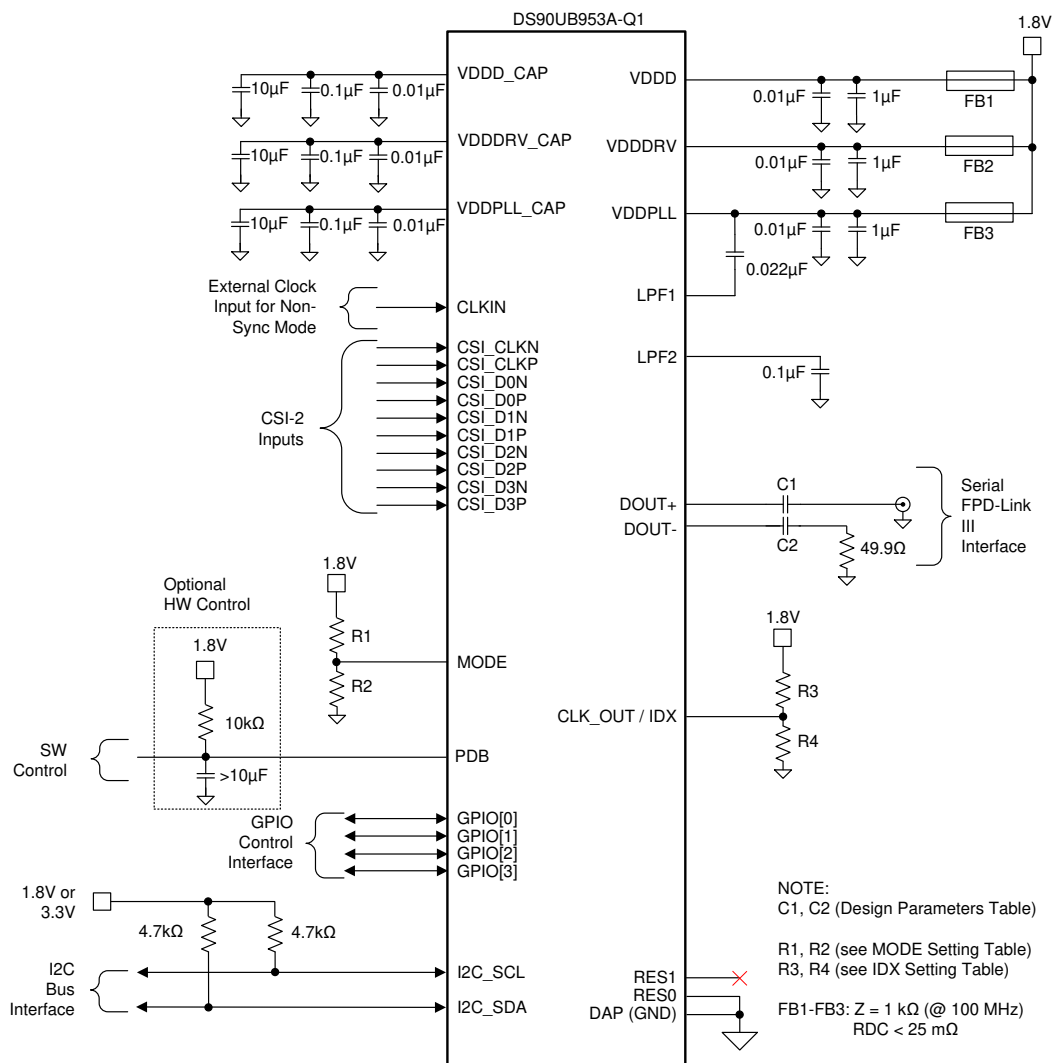 DS90UB953A-Q1
1.8V
VDDD_CAP
10µF
0.1µF
0.01µF
VDDDRV_CAP
10µF
0.1µF
0.01µF
VDDPLL_CAP
10µF
0.1µF
0.01µF
VDDD
0.01µF
1µF
FB1
VDDDRV
0.01µF
1µF
FB2
VDDPLL
0.01µF
1µF
FB3
0.022µF
LPF1
LPF2
0.1µF
External Clock
Input for Non-
Sync Mode
CLKIN
CSI-2
Inputs
CSI_CLKN
CSI_CLKP
CSI_D0N
CSI_D0P
CSI_D1N
CSI_D1P
CSI_D2N
CSI_D2P
CSI_D3N
CSI_D3P
DOUT+
DOUT-
C1
C2
49.9Ω
Serial
FPD-Link
III
Interface
1.8V
R1
R2
MODE
Optional
HW Control
1.8V
10kΩ
>10µF
SW
Control
PDB
1.8V
R3
R4
CLK_OUT / IDX
GPIO
Control
Interface
GPIO[0]
GPIO[1]
GPIO[2]
GPIO[3]
1.8V or
3.3V
4.7kΩ
4.7kΩ
I2C
Bus
Interface
I2C_SCL
I2C_SDA
RES1
RES0
DAP (GND)
NOTE:
C1, C2 (Design Parameters Table)
R1, R2 (see MODE Setting Table)
R3, R4 (see IDX Setting Table)
FB1-FB3: Z = 1 kΩ (@ 100 MHz)
RDC < 25 mΩ